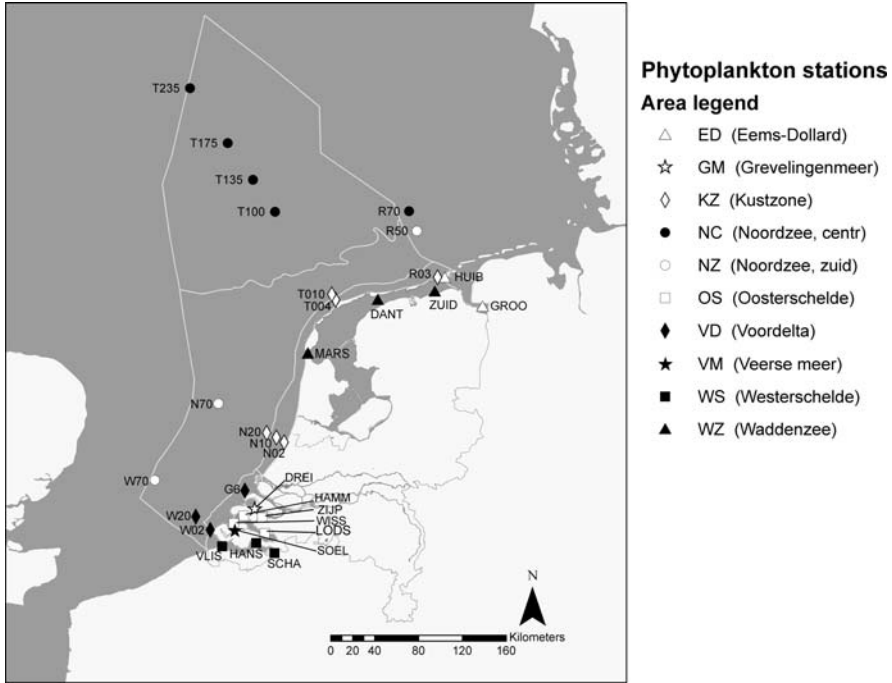 T235
T175
T135
T100
R70
R50
R03
HUIB
T010
T004
DANT
ZUID
GROO
MARS
N70
N20
N10
N02
W70
G6
DREI
HAMM
ZIJP
W20
WISS
W02
LODS
VLIS
HANS
SOEL
SCHA
N
Kilometers
0 20 40 80 120 160
Phytoplankton stations
Area legend
ED (Eems-Dollard)
GM (Grevelingenmeer)
KZ (Kustzone)
NC (Noordzee, centr)
NZ (Noordzee, zuid)
OS (Oosterschelde)
VD (Voordelta)
VM (Veerse meer)
WS (Westerschelde)
WZ (Waddenzee)